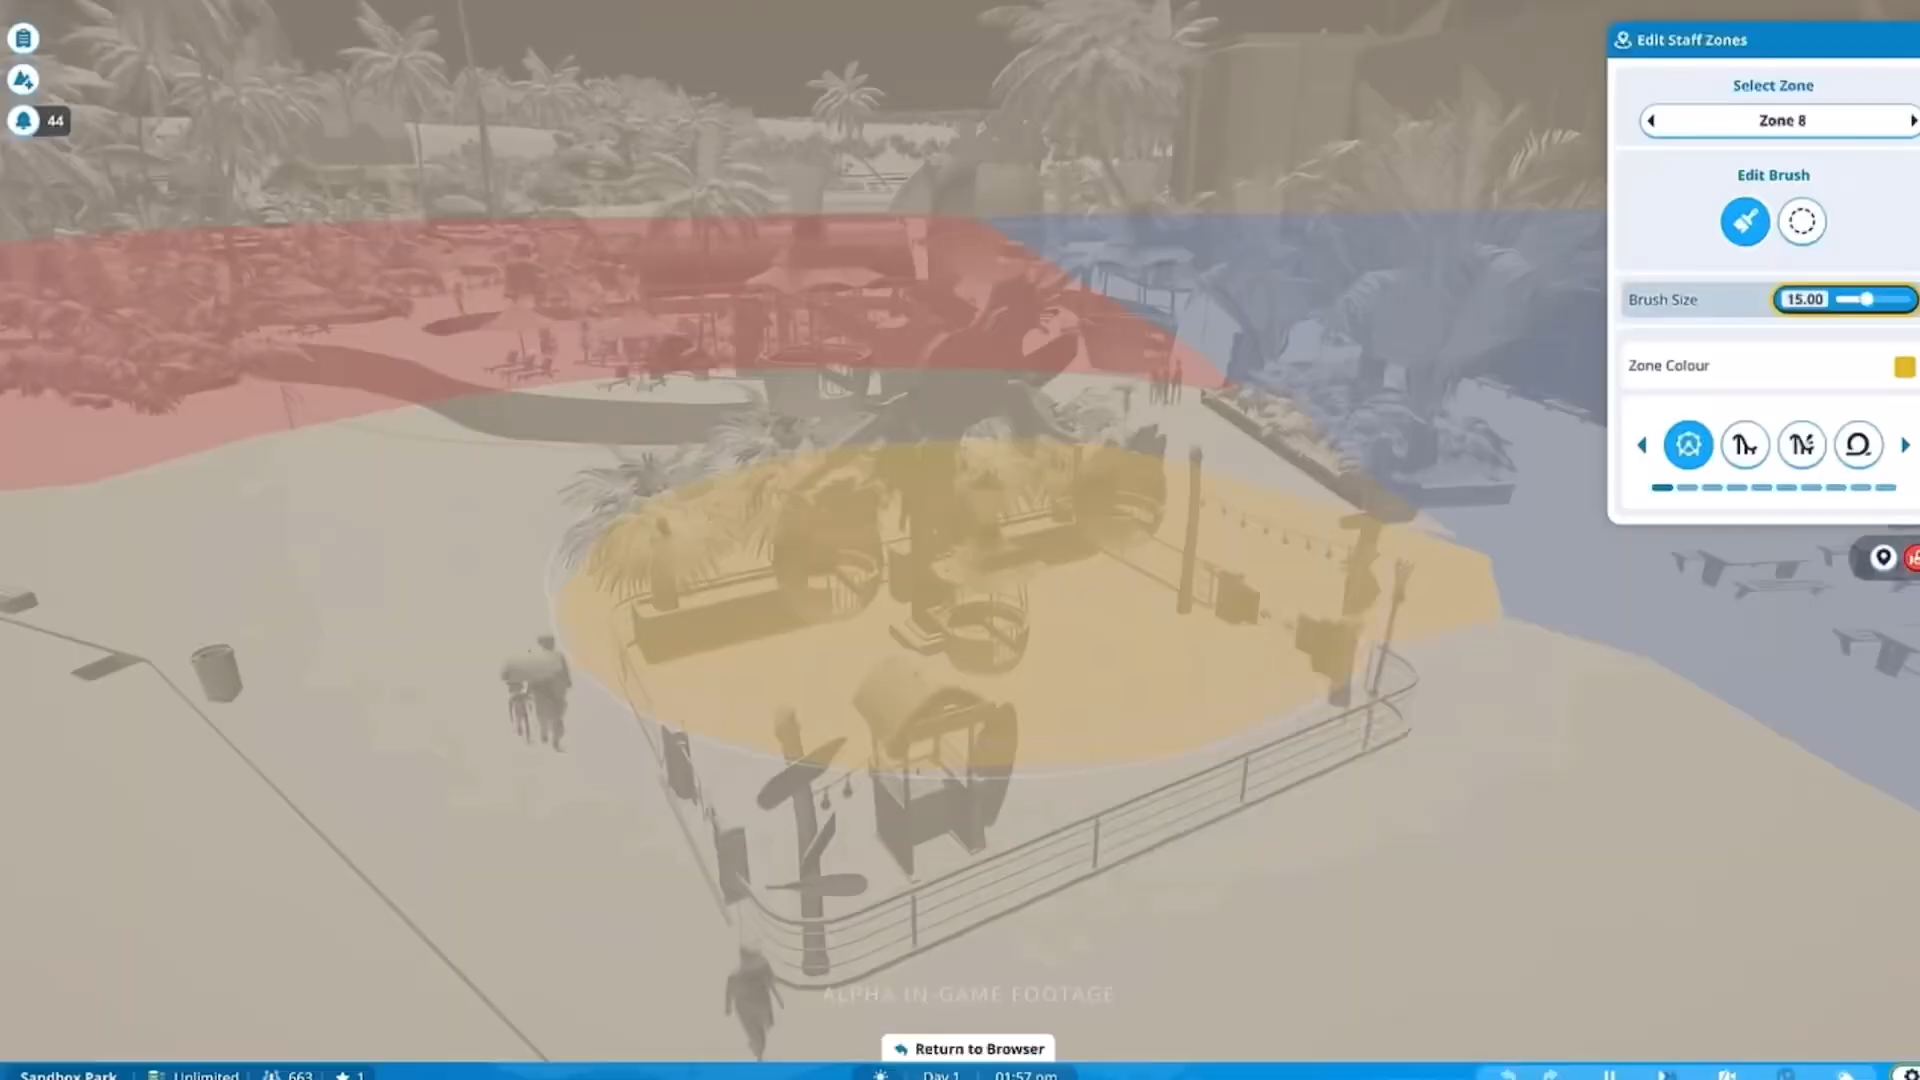 Edit Staff Zones
Select Zone
44
Zone 8
Edit Brush
Brush Size 15.00
Zone Colour
ALPHA IN-GAME FOOTAGE
Return to Browser
Sandbox Park Unlimited 663 1 Day 1 01:57 pm